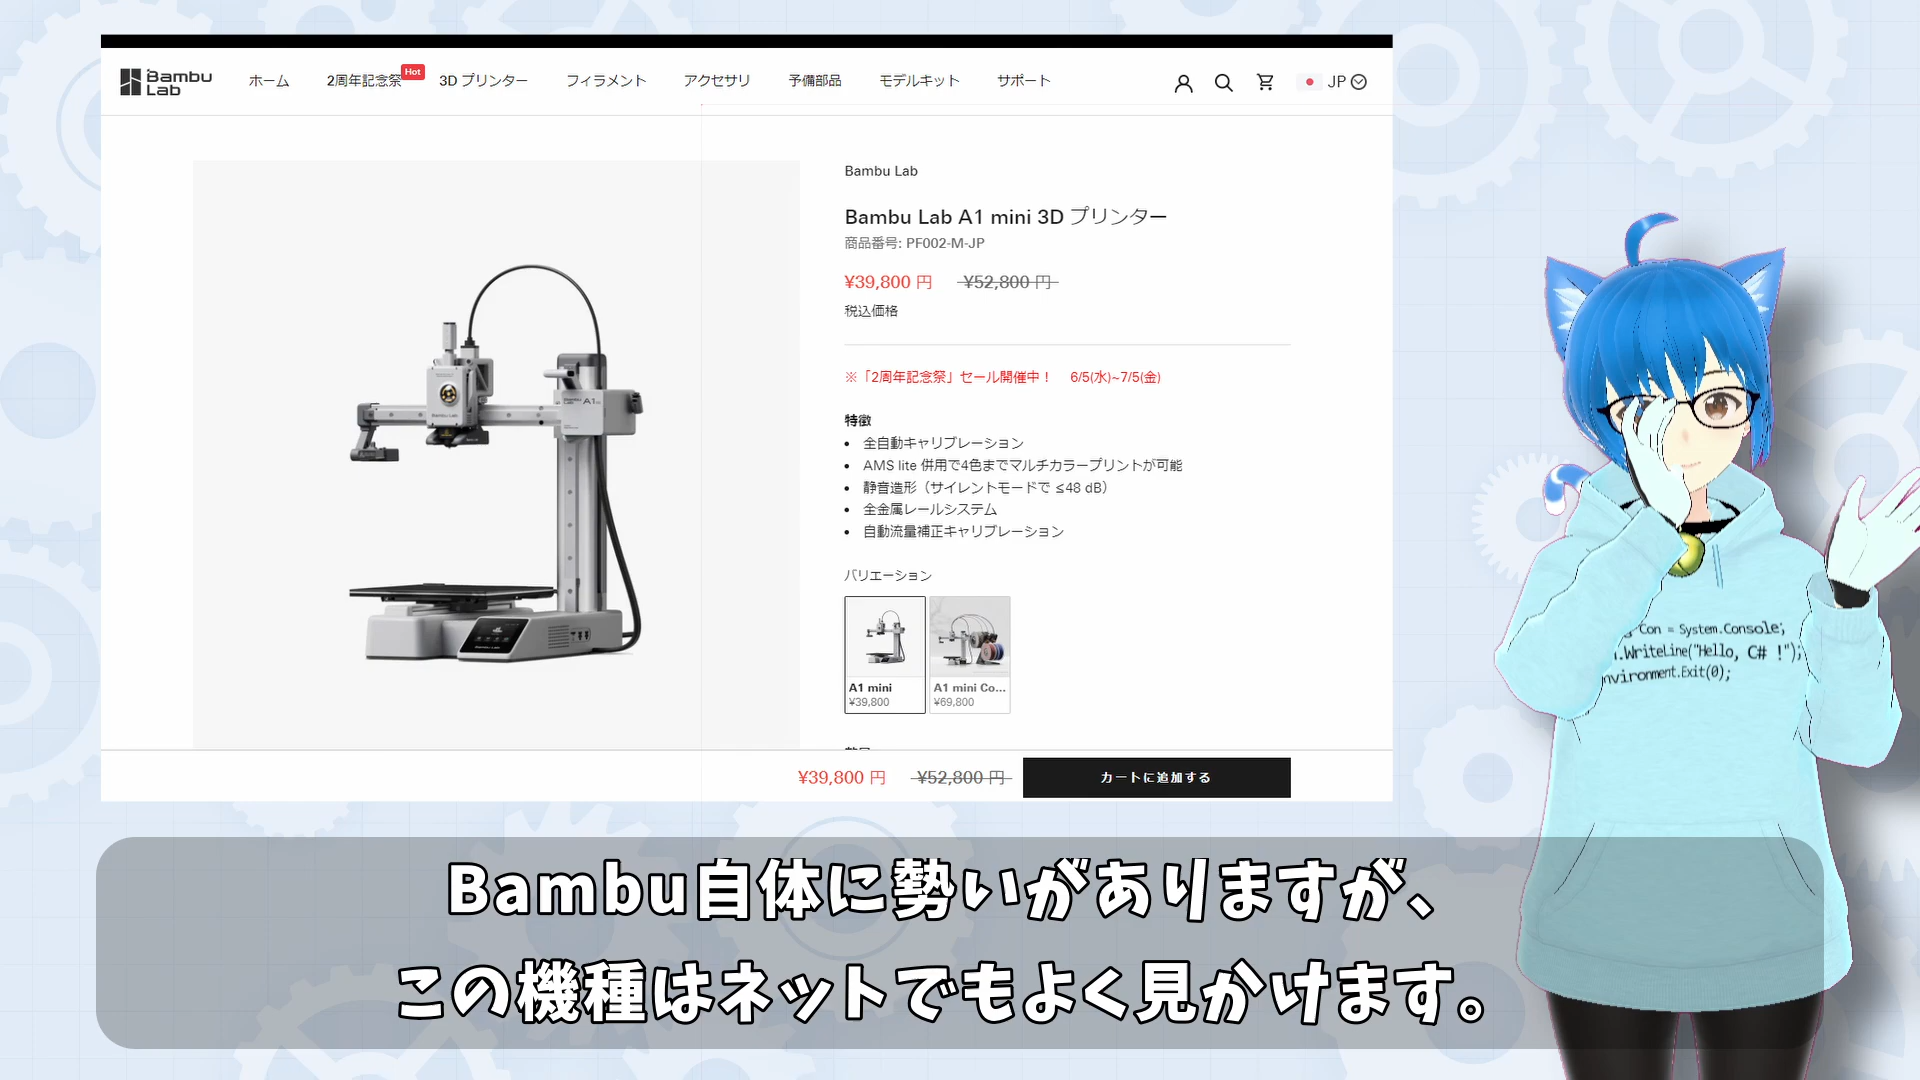 Bambu Lab
ホーム
2周年記念祭
Hot
3D プリンター
フィラメント
アクセサリ
予備部品
モデルキット
サポート
JP
Bambu Lab
Bambu Lab A1 mini 3D プリンター
商品番号: PF002-M-JP
¥39,800 円 ¥52,800 円
税込価格
※「2周年記念祭」セール開催中！ 6/5(水)~7/5(金)
特徴
• 全自動キャリブレーション
• AMS lite 併用で4色までマルチカラープリントが可能
• 静音造形（サイレントモードで ≤48 dB）
• 全金属レールシステム
• 自動流量補正キャリブレーション
バリエーション
A1 mini
¥39,800
A1 mini Co...
¥69,800
¥39,800 円 ¥52,800 円
カートに追加する
Con = System.Console;
.WriteLine("Hello, C# !");
nvironment.Exit(0);
Bambu自体に勢いがありますが、
この機種はネットでもよく見かけます。